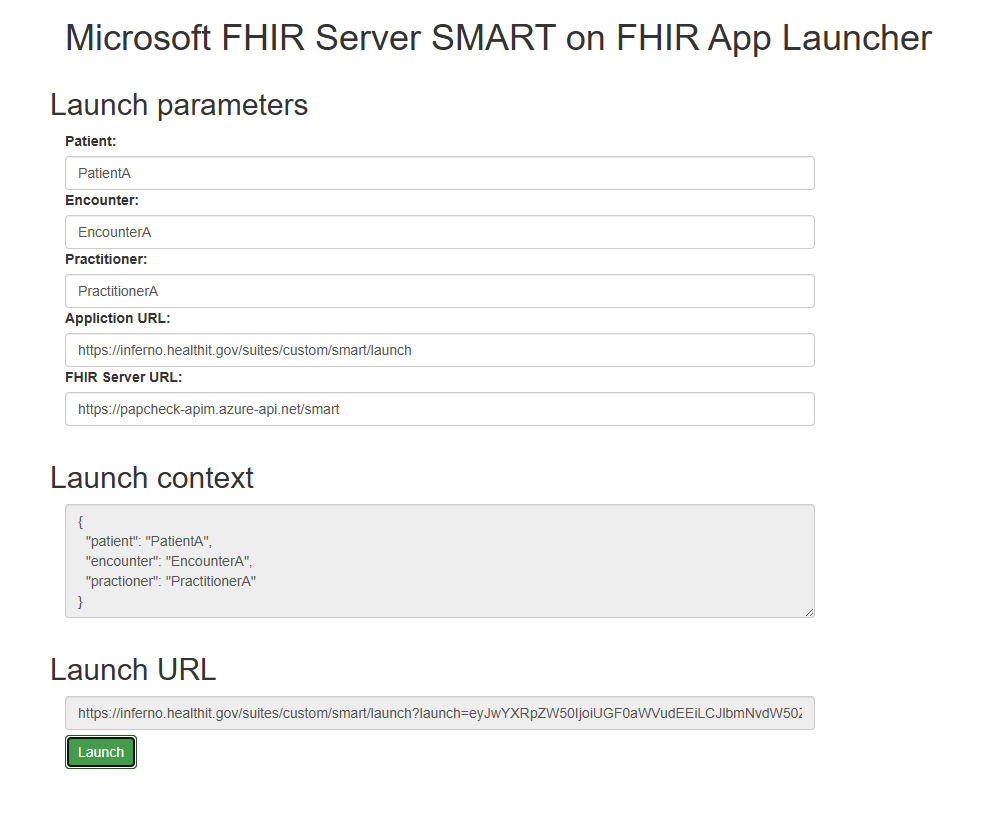 Microsoft FHIR Server SMART on FHIR App Launcher
Launch parameters
Patient:
PatientA
Encounter:
EncounterA
Practitioner:
PractitionerA
Appliction URL:
https://inferno.healthit.gov/suites/custom/smart/launch
FHIR Server URL:
https://papcheck-apim.azure-api.net/smart
Launch context
{
"patient": "PatientA",
"encounter": "EncounterA",
"practioner": "PractitionerA"
}
Launch URL
https://inferno.healthit.gov/suites/custom/smart/launch?launch=eyJwYXRpZW50IjoiUGF0aWVudEEiLCJlbmNvdW50Z
Launch